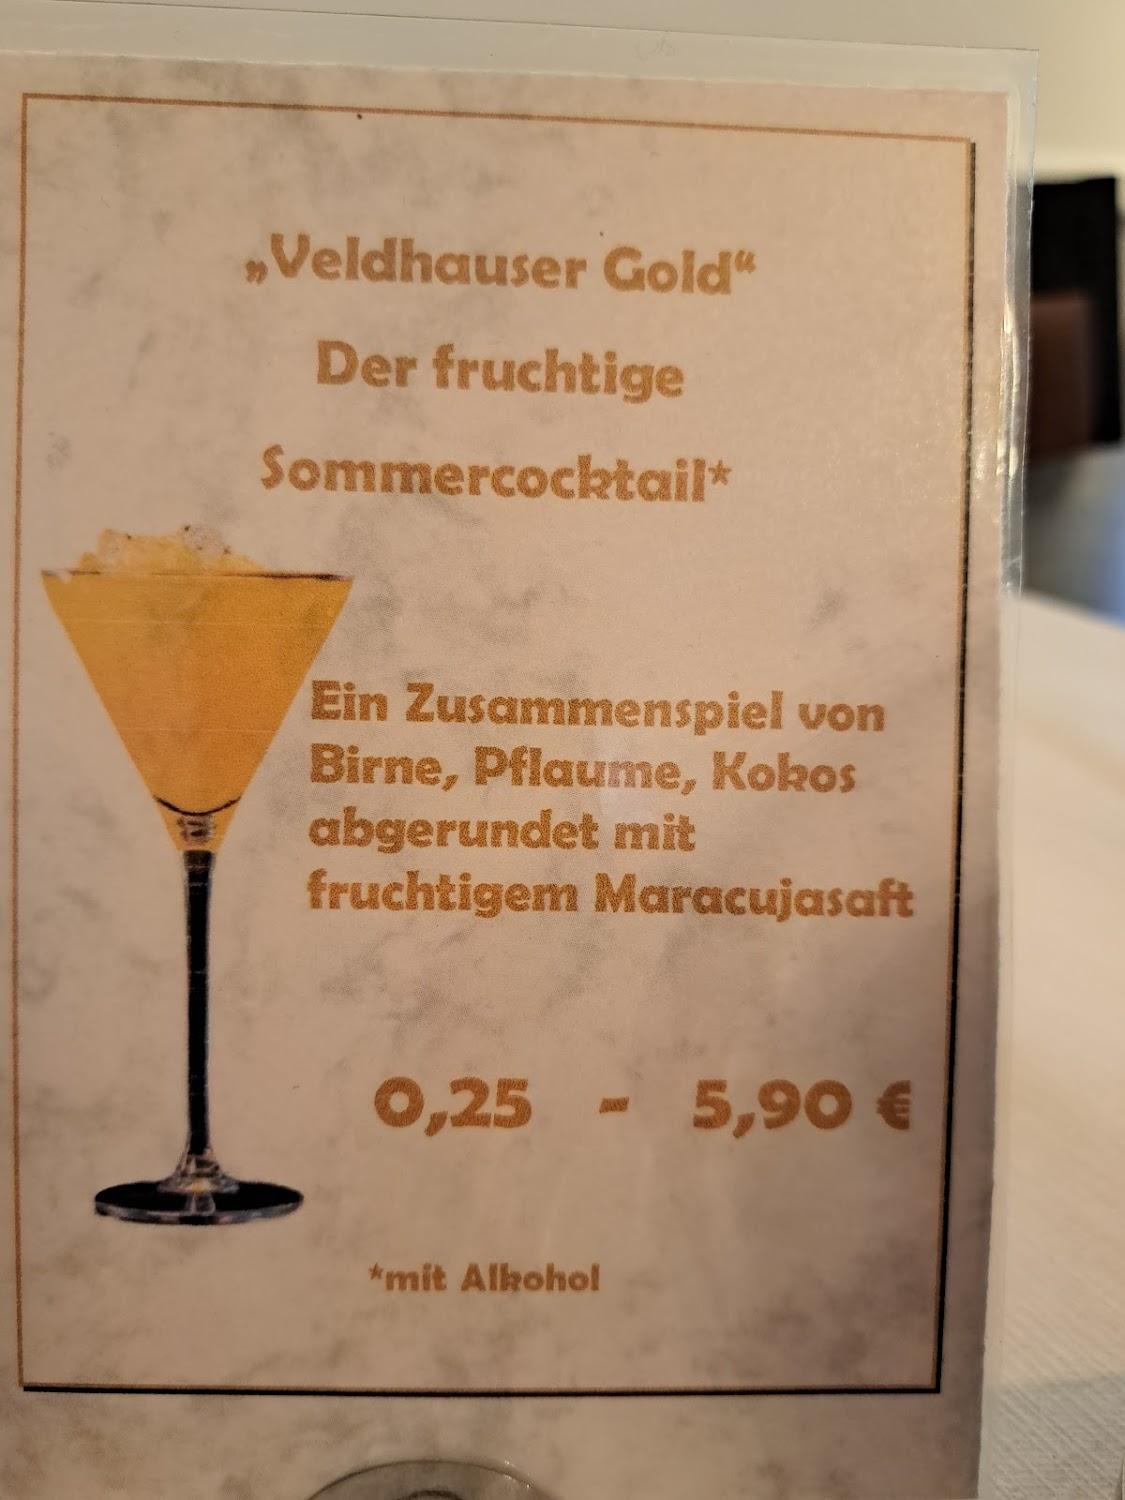 „Veldhauser Gold“
Der fruchtige
Sommercocktail*
Ein Zusammenspiel von
Birne, Pflaume, Kokos
abgerundet mit
fruchtigem Maracujasaft
0,25 - 5,90 €
*mit Alkohol